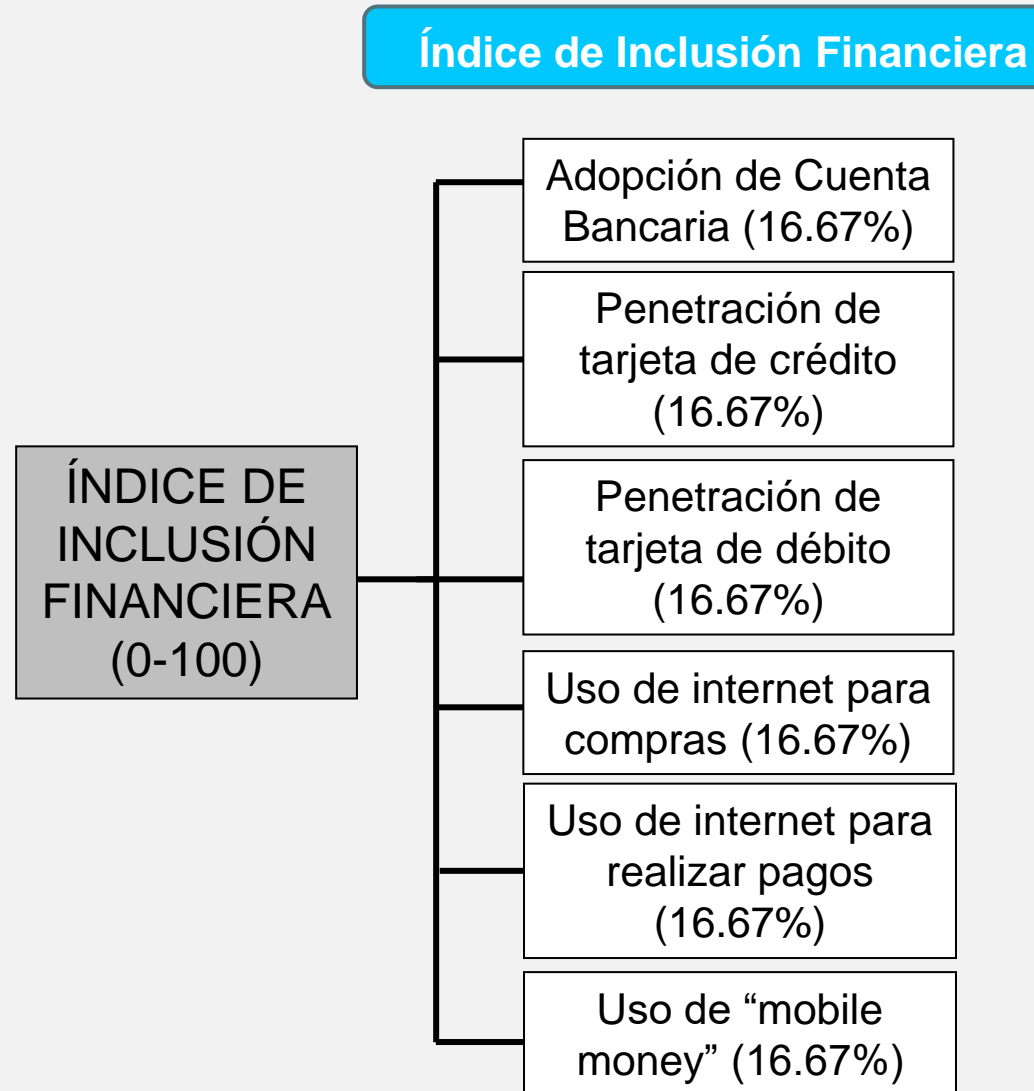 Índice de Inclusión Financiera
Adopción de Cuenta
Bancaria (16.67%)
Penetración de
tarjeta de crédito
(16.67%)
ÍNDICE DE
INCLUSIÓN
FINANCIERA
(0-100)
Penetración de
tarjeta de débito
(16.67%)
Uso de internet para
compras (16.67%)
Uso de internet para
realizar pagos
(16.67%)
Uso de “mobile
money” (16.67%)